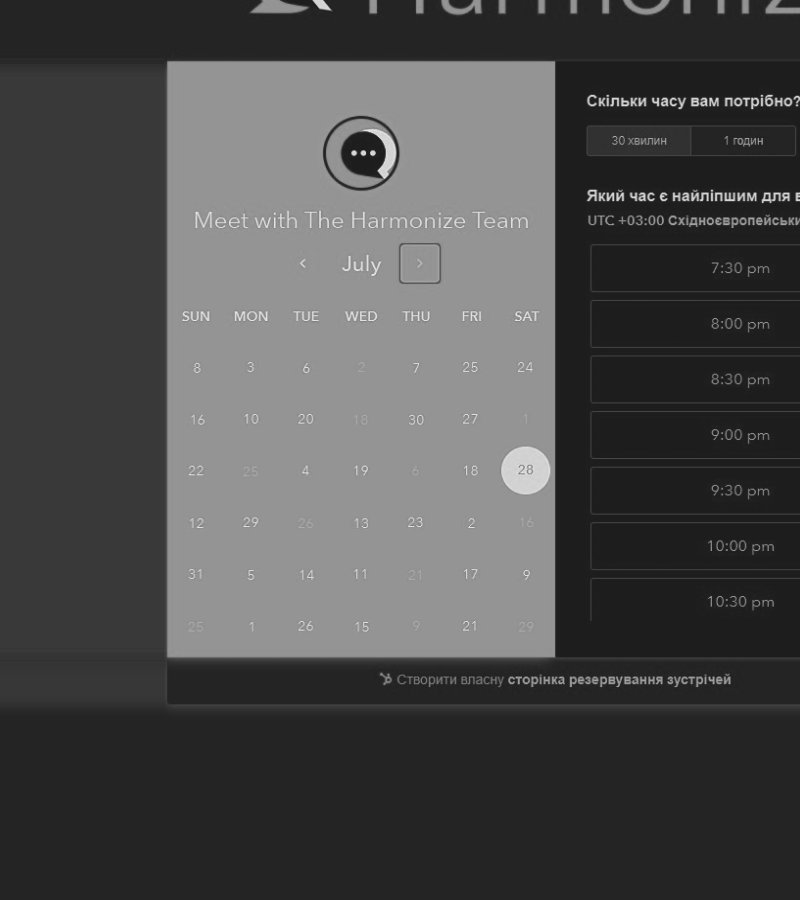 Harmoniz
Meet with The Harmonize Team
July
SUN MON TUE WED THU FRI SAT
8 3 6 2 7 25 24
16 10 20 18 30 27 1
22 25 4 19 6 18 28
12 29 26 13 23 2 16
31 5 14 11 21 17 9
25 1 26 15 9 21 29
Скільки часу вам потрібно?
30 хвилин 1 годин
Який час є найліпшим для в
UTC +03:00 Східноєвропейськи
7:30 pm
8:00 pm
8:30 pm
9:00 pm
9:30 pm
10:00 pm
10:30 pm
Створити власну сторінка резервування зустрічей